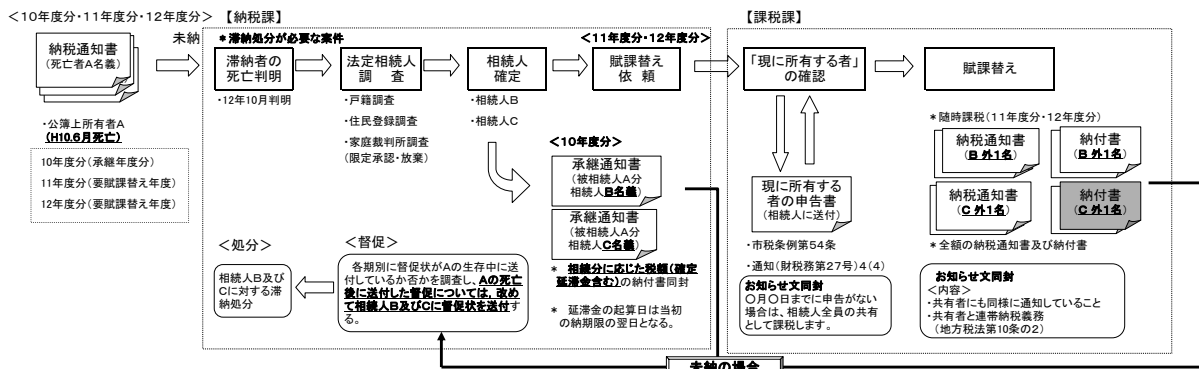 ＜10年度分・11年度分・12年度分＞
納税通知書
（死亡者A名義）
・公簿上所有者A
（H10.6月死亡）
10年度分（承継年度分）
11年度分（要賦課替え年度）
12年度分（要賦課替え年度）
未納
【納税課】
＊滞納処分が必要な案件
滞納者の
死亡判明
・12年10月判明
法定相続人
調　査
・戸籍調査
・住民登録調査
・家庭裁判所調査
（限定承認・放棄）
相続人
確定
・相続人B
・相続人C
＜11年度分・12年度分＞
賦課替え
依 頼
＜10年度分＞
承継通知書
（被相続人A分
相続人B名義）
承継通知書
（被相続人A分
相続人C名義）
＊ 相続分に応じた税額（確定
延滞金含む）の納付書同封
＊ 延滞金の起算日は当初
の納期限の翌日となる。
＜督促＞
各期別に督促状がAの生存中に送
付しているか否かを調査し、Aの死亡
後に送付した督促については、改め
て相続人B及びCに督促状を送付す
る。
＜処分＞
相続人B及び
Cに対する滞
納処分
【課税課】
「現に所有する者」
の確認
現に所有する
者の申告書
（相続人に送付）
・市税条例第54条
・通知（財税務第27号）4（4）
お知らせ文同封
○月○日までに申告がない
場合は、相続人全員の共有
として課税します。
賦課替え
＊随時課税（11年度分・12年度分）
納税通知書
（B 外1名）
納付書
（B 外1名）
納税通知書
（C 外1名）
納付書
（C 外1名）
＊全額の納税通知書及び納付書
お知らせ文同封
＜内容＞
・共有者にも同様に通知していること
・共有者と連帯納税義務
（地方税法第10条の2）
未納の場合